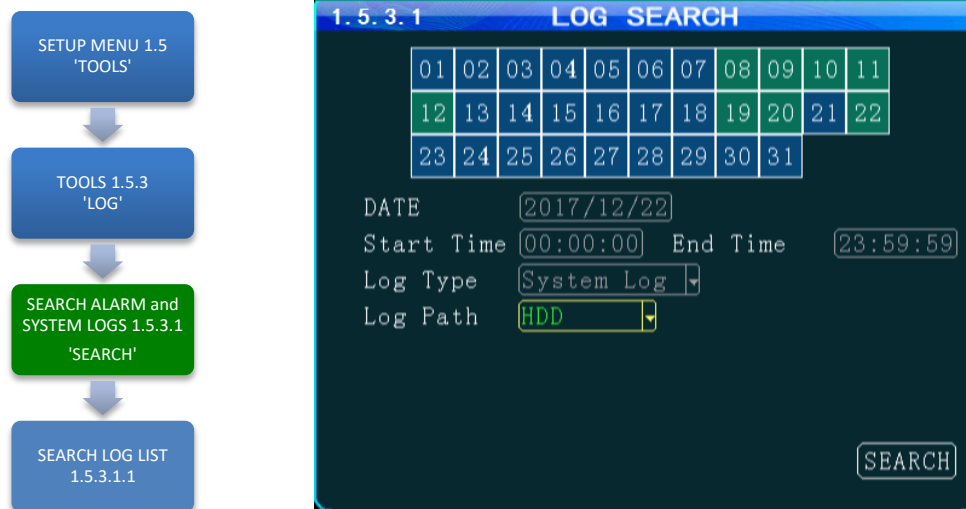 SETUP MENU 1.5
'TOOLS'
TOOLS 1.5.3
'LOG'
SEARCH ALARM and
SYSTEM LOGS 1.5.3.1
'SEARCH'
SEARCH LOG LIST
1.5.3.1.1
1.5.3.1 LOG SEARCH
01 02 03 04 05 06 07 08 09 10 11
12 13 14 15 16 17 18 19 20 21 22
23 24 25 26 27 28 29 30 31
DATE 2017/12/22
Start Time 00:00:00 End Time 23:59:59
Log Type System Log
Log Path HDD
SEARCH